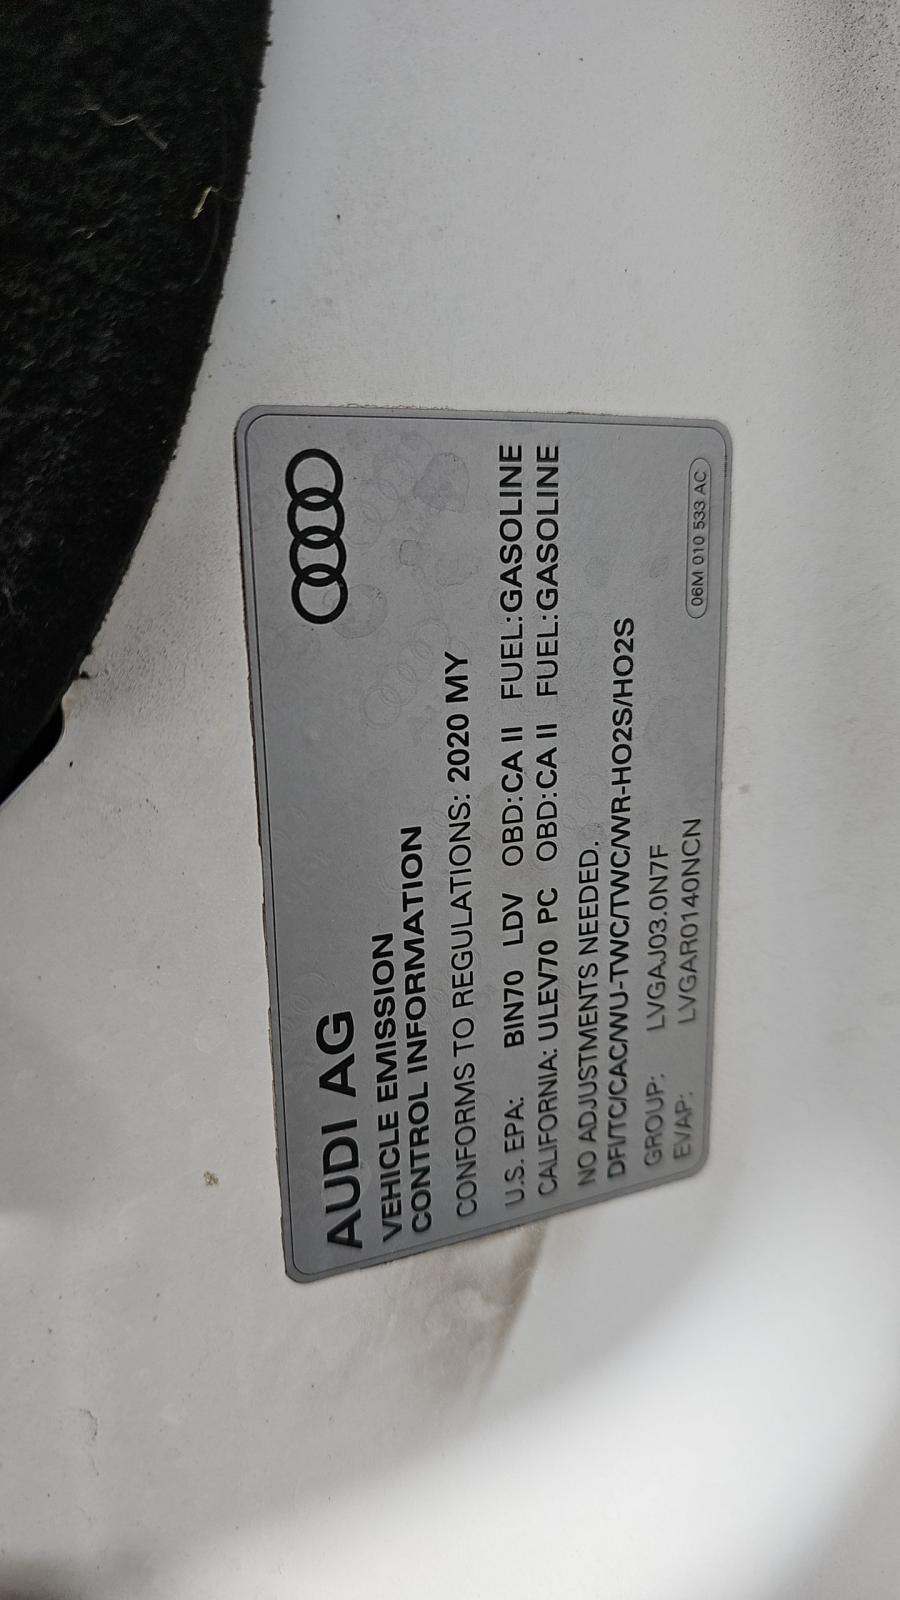 AUDI AG
VEHICLE EMISSION
CONTROL INFORMATION
CONFORMS TO REGULATIONS: 2020 MY
U.S. EPA: BIN70 LDV OBD:CA II FUEL:GASOLINE
CALIFORNIA: ULEV70 PC OBD:CA II FUEL:GASOLINE
NO ADJUSTMENTS NEEDED.
DFI/TC/CAC/WU-TWC/TWC/WR-HO2S/HO2S
GROUP: LVGAJ03.0N7F
EVAP: LVGAR0140NCN
06M 010 533 AC